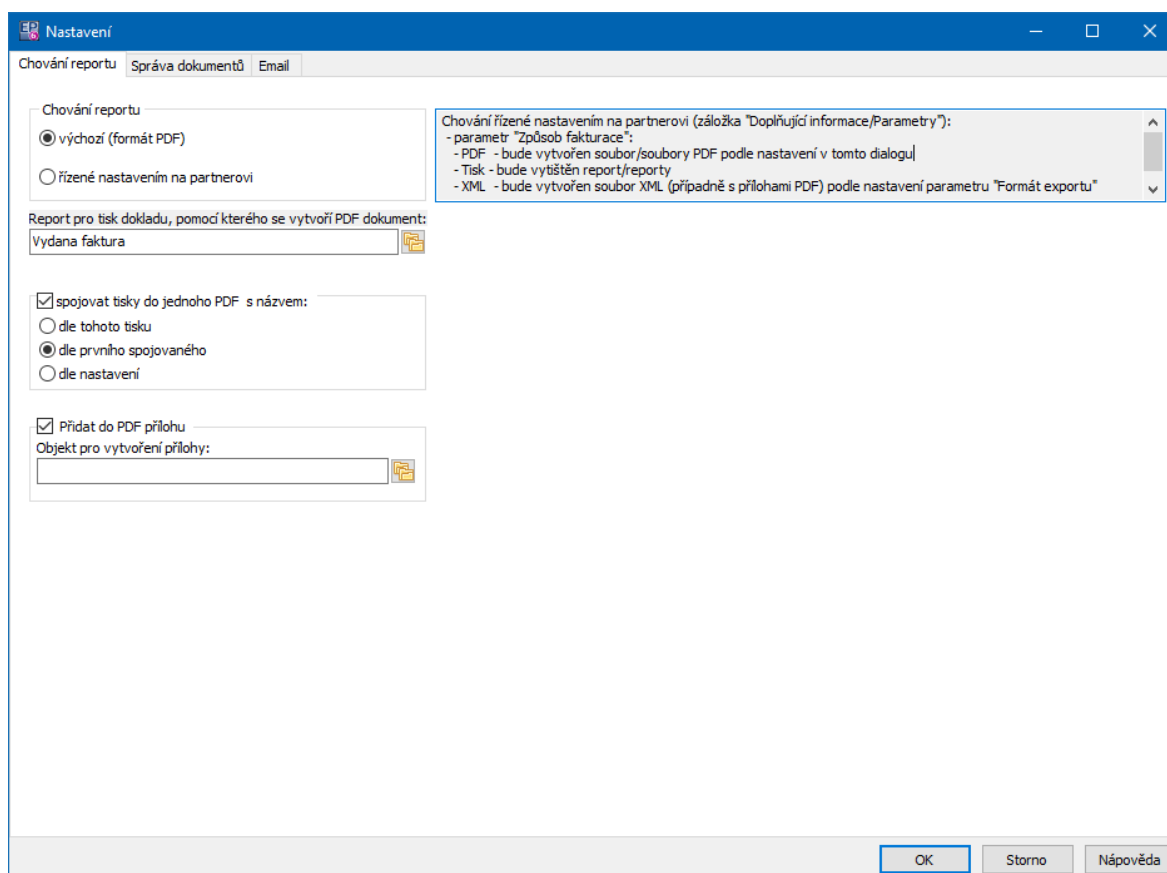 Nastavení
Chování reportu Správa dokumentů Email
Chování reportu
výchozí (formát PDF)
řízené nastavením na partnerovi
Chování řízené nastavením na partnerovi (záložka "Doplňující informace/Parametry"):
- parametr "Způsob fakturace":
- PDF - bude vytvořen soubor/soubory PDF podle nastavení v tomto dialogu
- Tisk - bude vytištěn report/reporty
- XML - bude vytvořen soubor XML (případně s přílohami PDF) podle nastavení parametru "Formát exportu"
Report pro tisk dokladu, pomocí kterého se vytvoří PDF dokument:
Vydana faktura
spojovat tisky do jednoho PDF s názvem:
dle tohoto tisku
dle prvního spojovaného
dle nastavení
Přidat do PDF přílohu
Objekt pro vytvoření přílohy:
OK Storno Nápověda